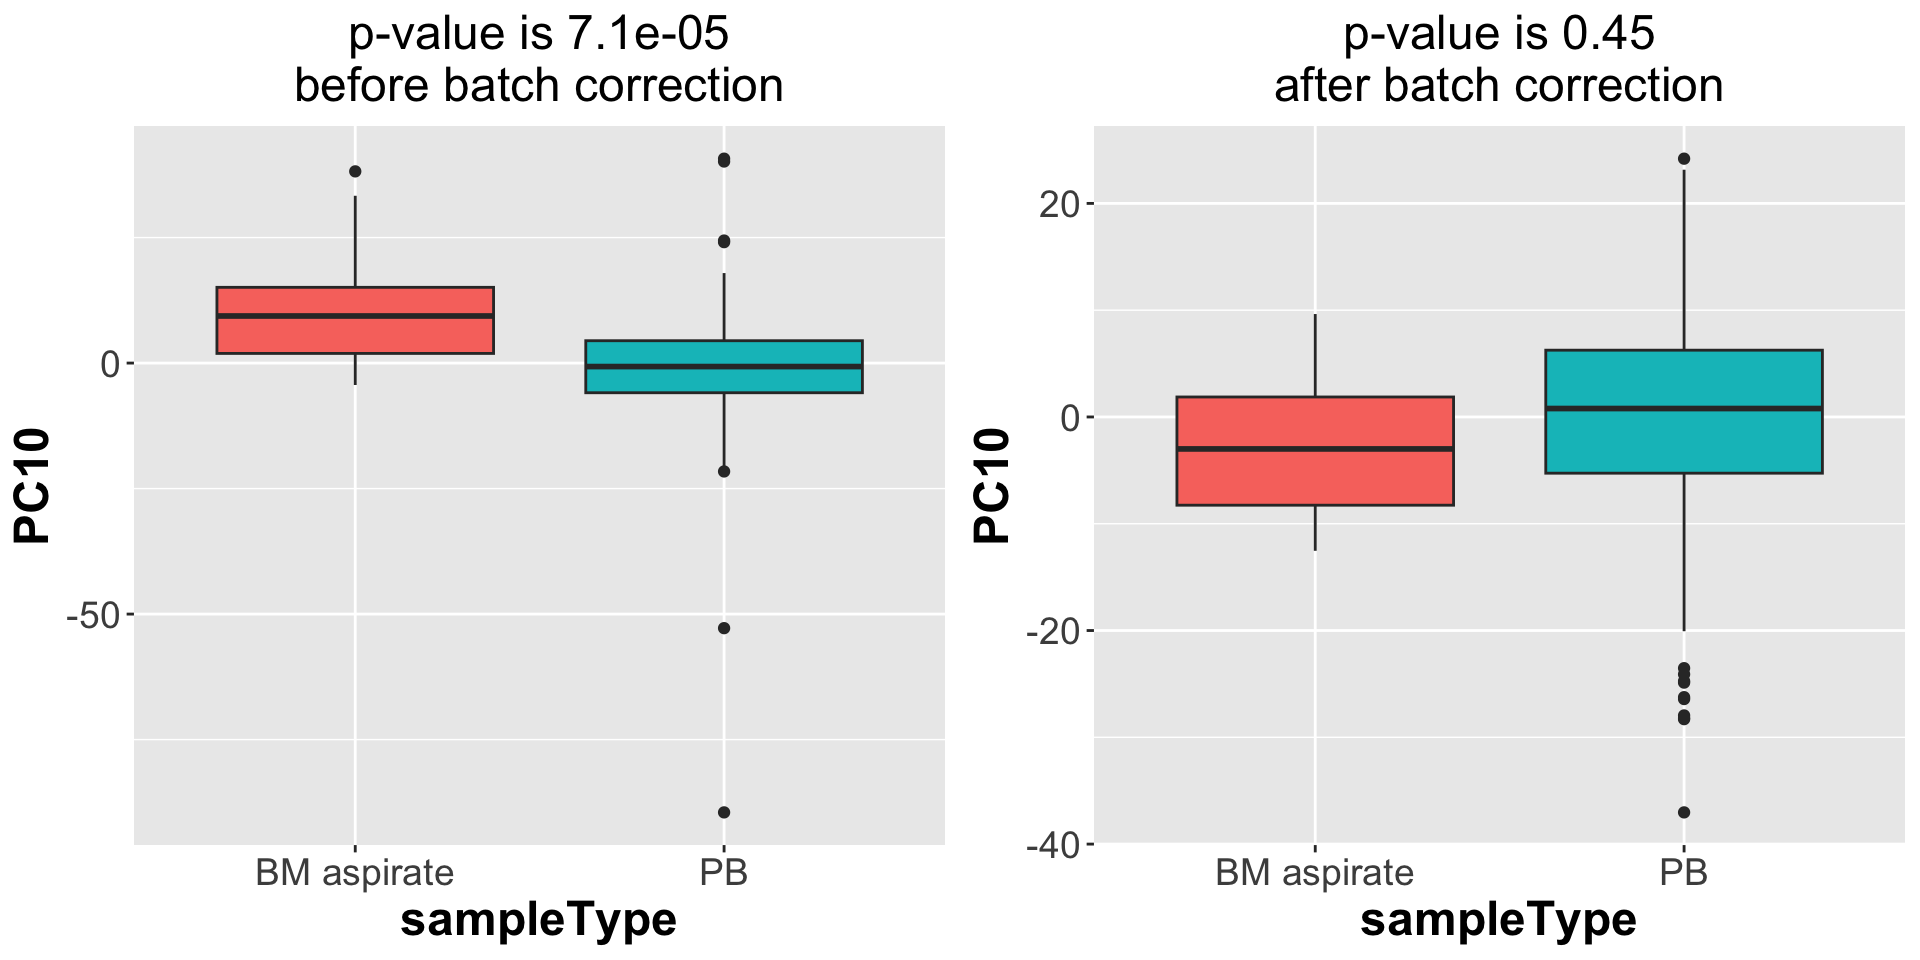 p-value is 7.1e-05
before batch correction
PC10
0
-50
BM aspirate
PB
sampleType
p-value is 0.45
after batch correction
PC10
20
0
-20
-40
BM aspirate
PB
sampleType